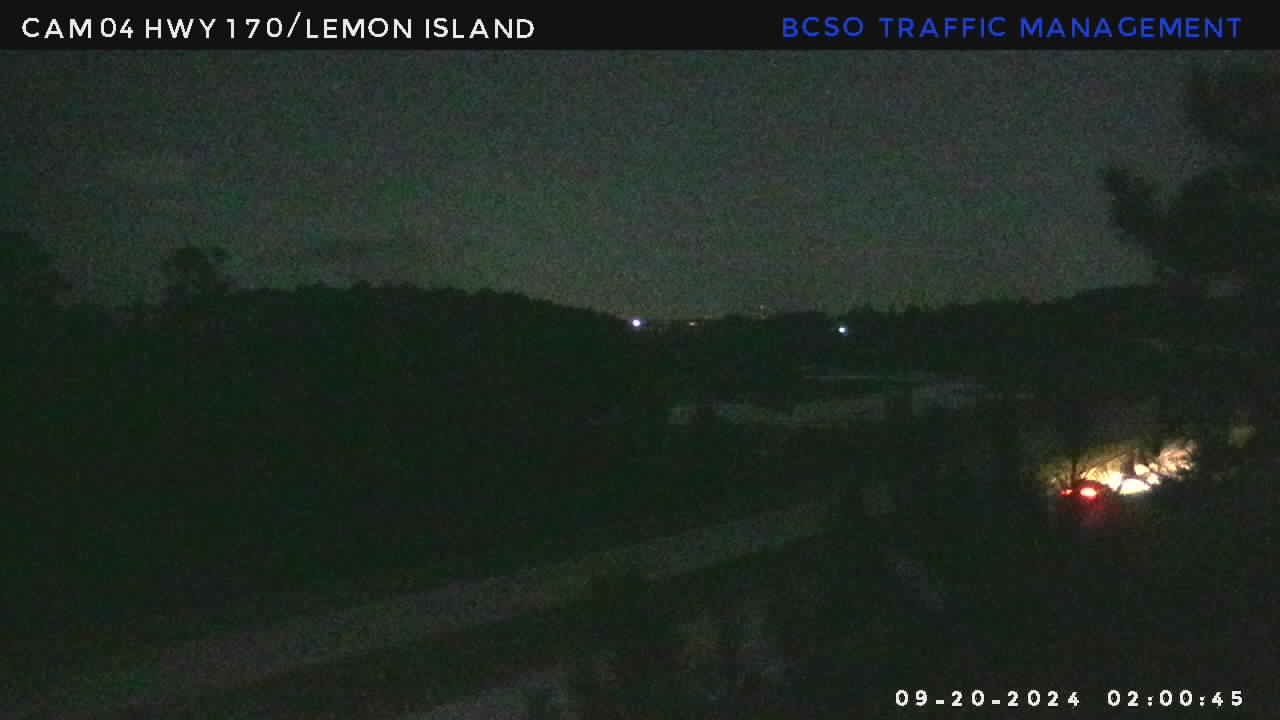 CAM04 HWY 170/LEMON ISLAND
BCSO TRAFFIC MANAGEMENT
09-20-2024 02:00:45